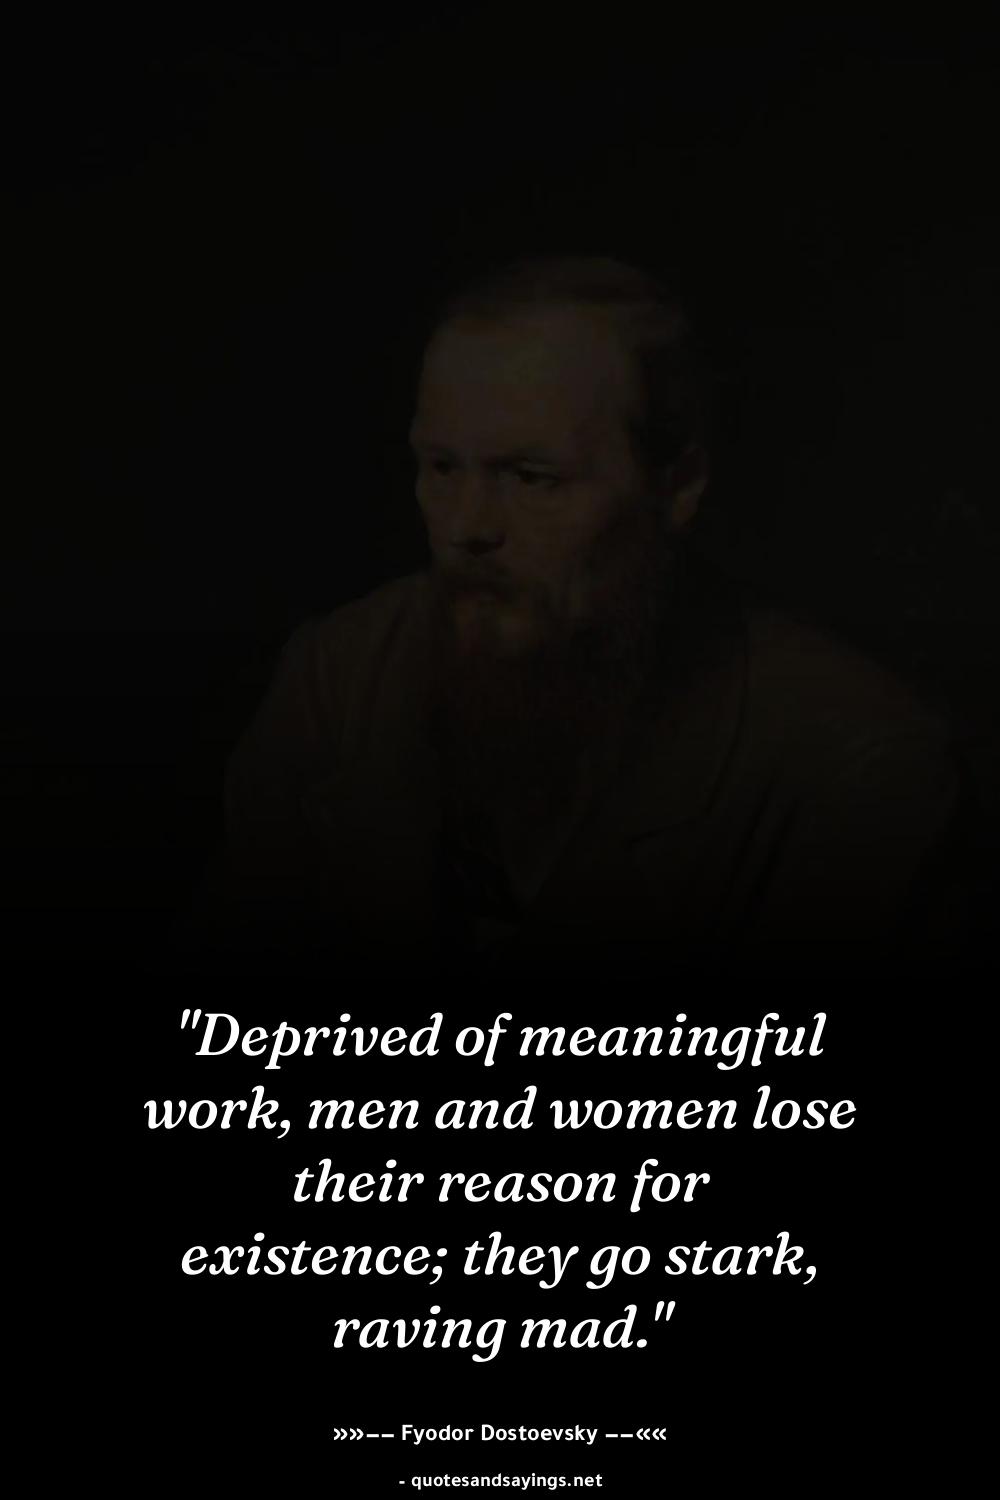 "Deprived of meaningful
work, men and women lose
their reason for
existence; they go stark,
raving mad."
»»−− Fyodor Dostoevsky −−««
- quotesandsayings.net